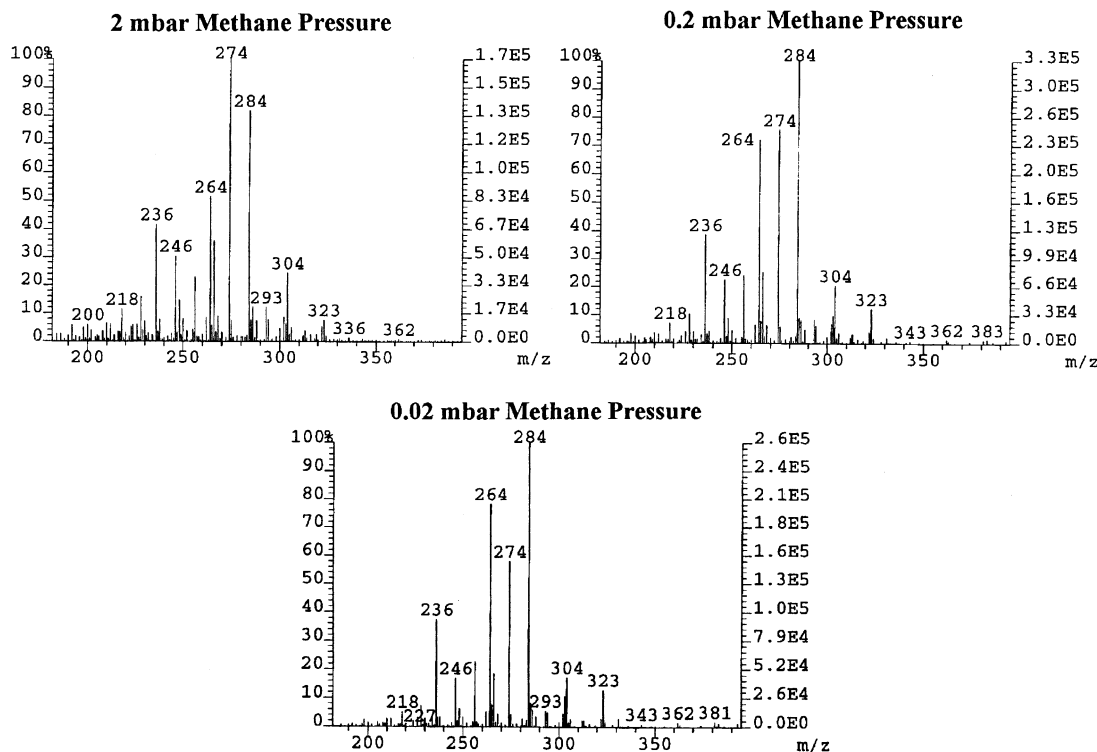 2 mbar Methane Pressure
100%
90
80
70
60
50
40
30
20
10
0
274
284
264
236
246
304
293
218
200
323
336
362
1.7E5
1.5E5
1.3E5
1.2E5
1.0E5
8.3E4
6.7E4
5.0E4
3.3E4
1.7E4
0.0E0
200
250
300
350
m/z
0.2 mbar Methane Pressure
100%
90
80
70
60
50
40
30
20
10
0
284
274
264
236
246
304
218
323
343
362
383
3.3E5
3.0E5
2.6E5
2.3E5
2.0E5
1.6E5
1.3E5
9.9E4
6.6E4
3.3E4
0.0E0
200
250
300
350
m/z
0.02 mbar Methane Pressure
100%
90
80
70
60
50
40
30
20
10
0
284
264
274
236
246
304
323
218
227
293
343
362
381
2.6E5
2.4E5
2.1E5
1.8E5
1.6E5
1.3E5
1.0E5
7.9E4
5.2E4
2.6E4
0.0E0
200
250
300
350
m/z